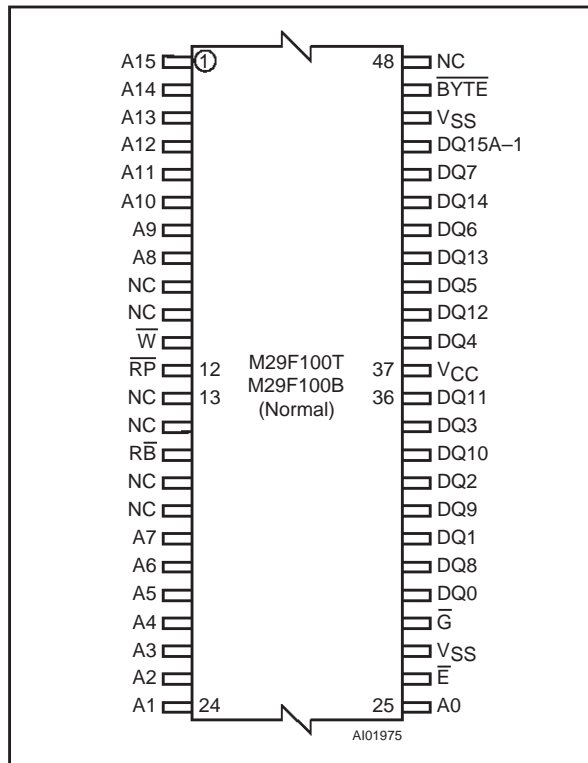 A15 1 48 NC
A14 B̅Y̅T̅E̅
A13 VSS
A12 DQ15A–1
A11 DQ7
A10 DQ14
A9 DQ6
A8 DQ13
NC DQ5
NC DQ12
W̅ DQ4
R̅P̅ 12 M29F100T 37 VCC
NC 13 M29F100B 36 DQ11
NC (Normal) DQ3
RB̅ DQ10
NC DQ2
NC DQ9
A7 DQ1
A6 DQ8
A5 DQ0
A4 G̅
A3 VSS
A2 E̅
A1 24 25 A0
AI01975